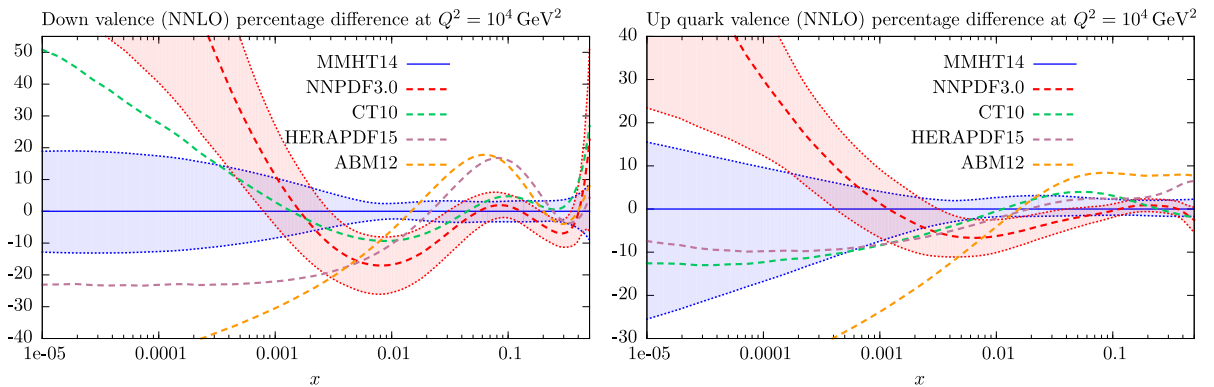 Down valence (NNLO) percentage difference at Q² = 10⁴ GeV²
50
40
30
20
10
0
-10
-20
-30
-40
1e-05
0.0001
0.001
0.01
0.1
x
MMHT14
NNPDF3.0
CT10
HERAPDF15
ABM12
Up quark valence (NNLO) percentage difference at Q² = 10⁴ GeV²
40
30
20
10
0
-10
-20
-30
1e-05
0.0001
0.001
0.01
0.1
x
MMHT14
NNPDF3.0
CT10
HERAPDF15
ABM12